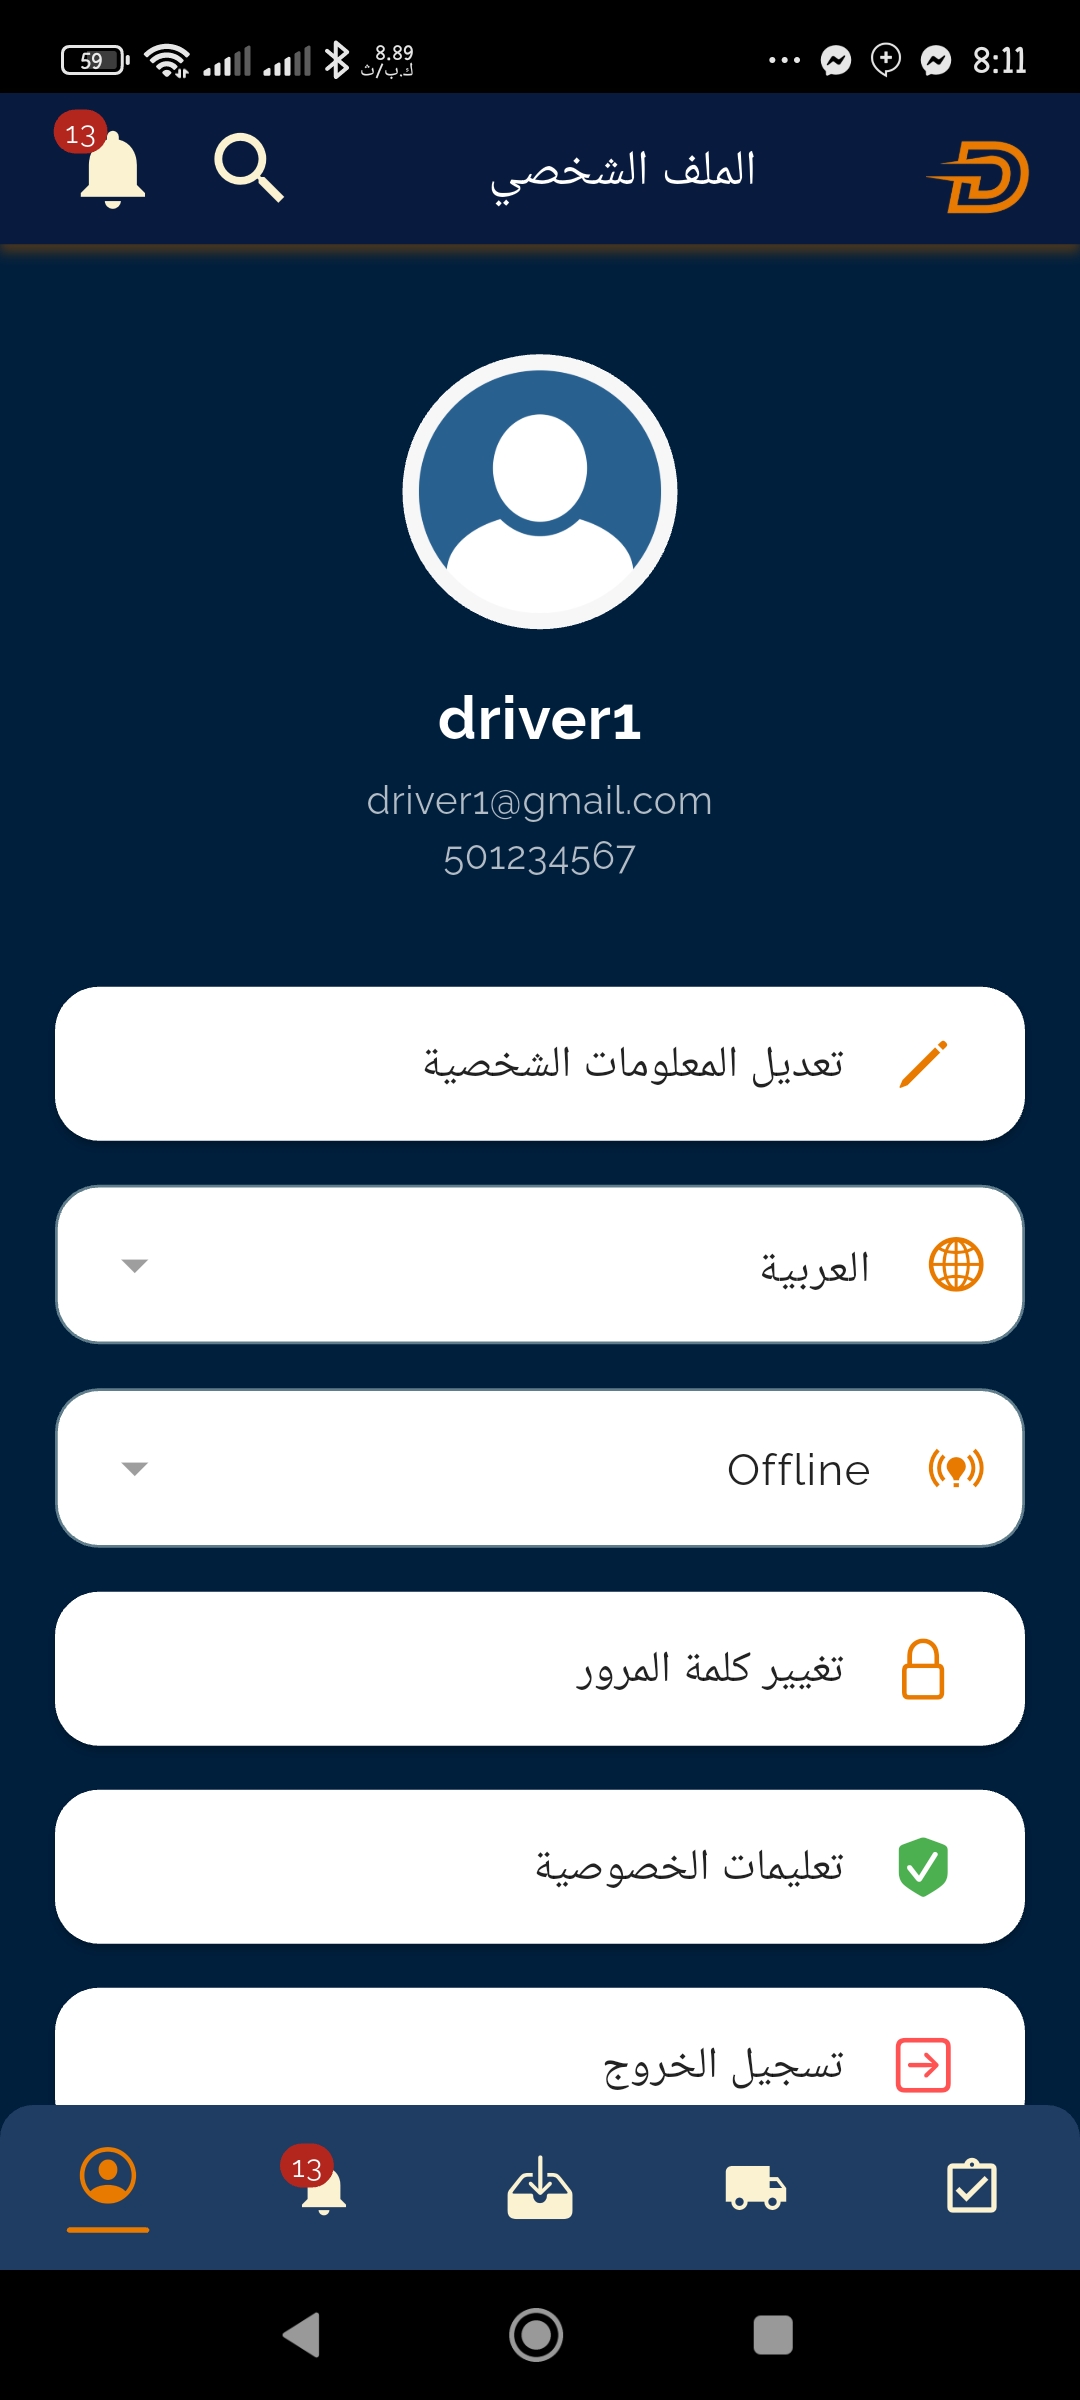 59
8.89
ك.ب/ث
8:11
13
الملف الشخصي
driver1
driver1@gmail.com
501234567
تعديل المعلومات الشخصية
العربية
Offline
تغيير كلمة المرور
تعليمات الخصوصية
تسجيل الخروج
13